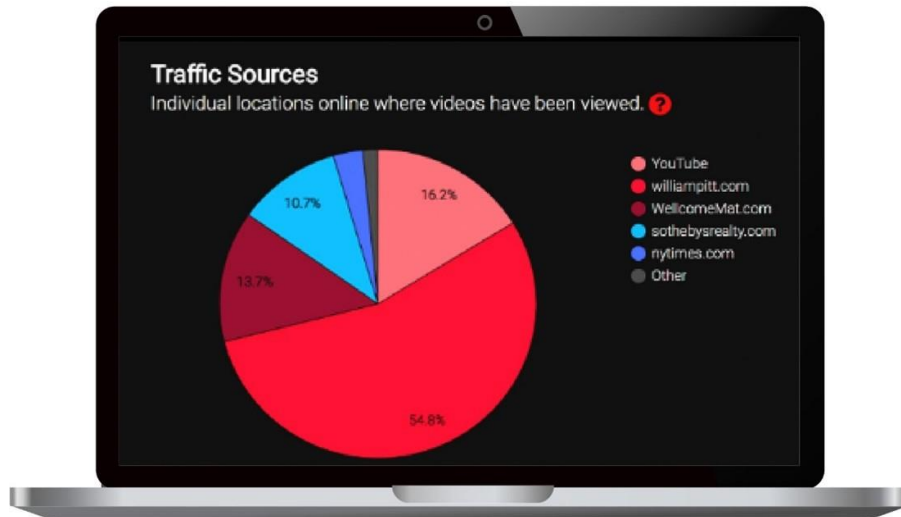 Traffic Sources
Individual locations online where videos have been viewed. ?
YouTube
williampitt.com
WellcomeMat.com
sothebysrealty.com
nytimes.com
Other
16.2%
10.7%
13.7%
54.8%